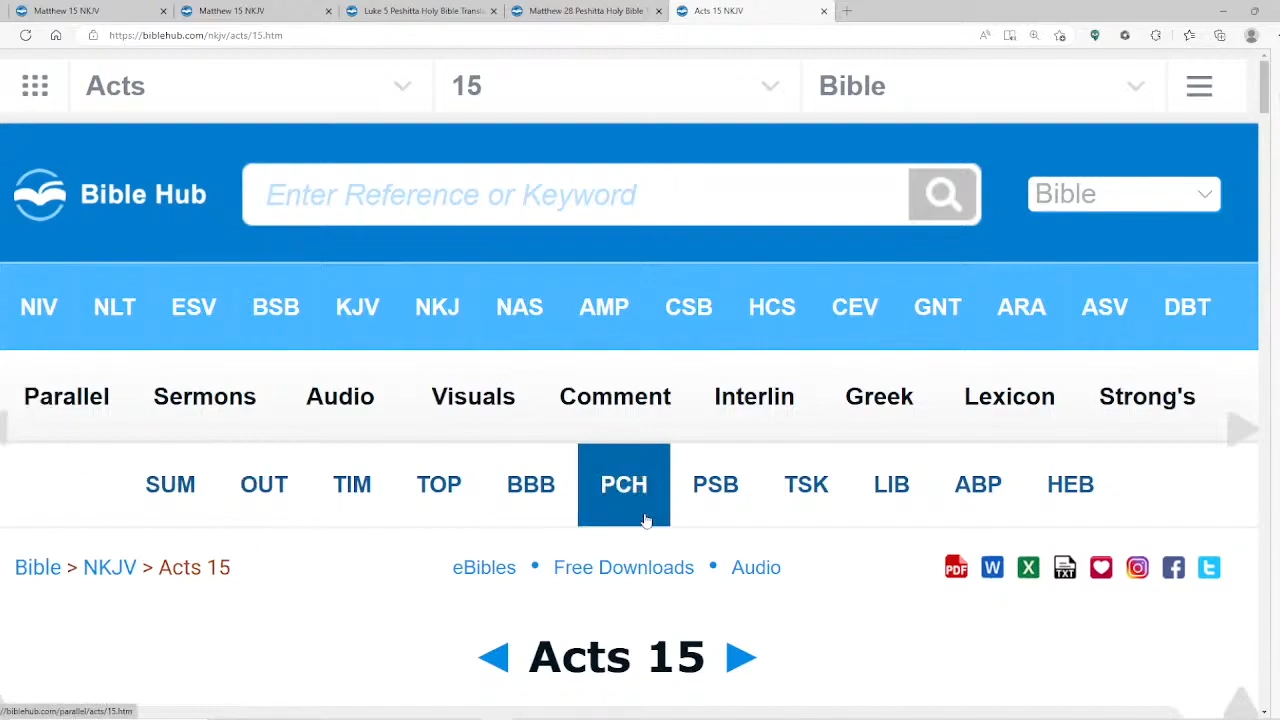 Matthew 15 NKJV
Matthew 15 NKJV
Luke 5 Peshitta Holy Bible Transla
Matthew 28 Peshitta Holy Bible T
Acts 15 NKJV
https://biblehub.com/nkjv/acts/15.htm
Acts 15 Bible
Bible Hub Enter Reference or Keyword Bible
NIV NLT ESV BSB KJV NKJ NAS AMP CSB HCS CEV GNT ARA ASV DBT
Parallel Sermons Audio Visuals Comment Interlin Greek Lexicon Strong's
SUM OUT TIM TOP BBB PCH PSB TSK LIB ABP HEB
Bible > NKJV > Acts 15 eBibles • Free Downloads • Audio PDF W X TXT
◄ Acts 15 ►
//biblehub.com/parallel/acts/15.htm